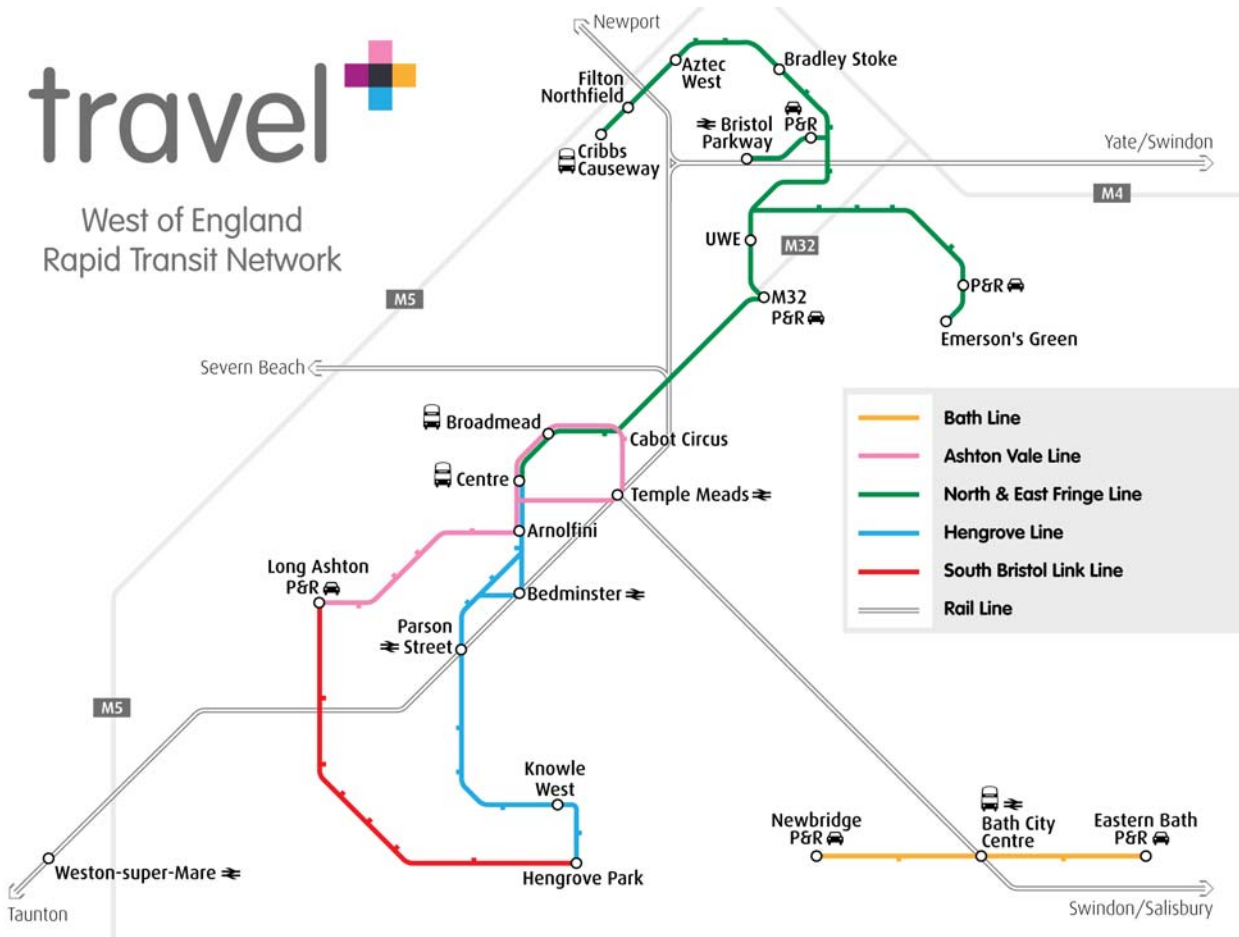 travel
West of England
Rapid Transit Network
Newport
Filton
Northfield
Aztec
West
Bradley Stoke
P&R
Bristol
Parkway
Cribbs
Causeway
Yate/Swindon
M4
UWE
M32
M5
M32
P&R
P&R
Emerson's Green
Severn Beach
Broadmead
Cabot Circus
Centre
Temple Meads
Arnolfini
Long Ashton
P&R
Bedminster
Parson
Street
M5
Bath Line
Ashton Vale Line
North & East Fringe Line
Hengrove Line
South Bristol Link Line
Rail Line
Knowle
West
Hengrove Park
Weston-super-Mare
Taunton
Newbridge
P&R
Bath City
Centre
Eastern Bath
P&R
Swindon/Salisbury